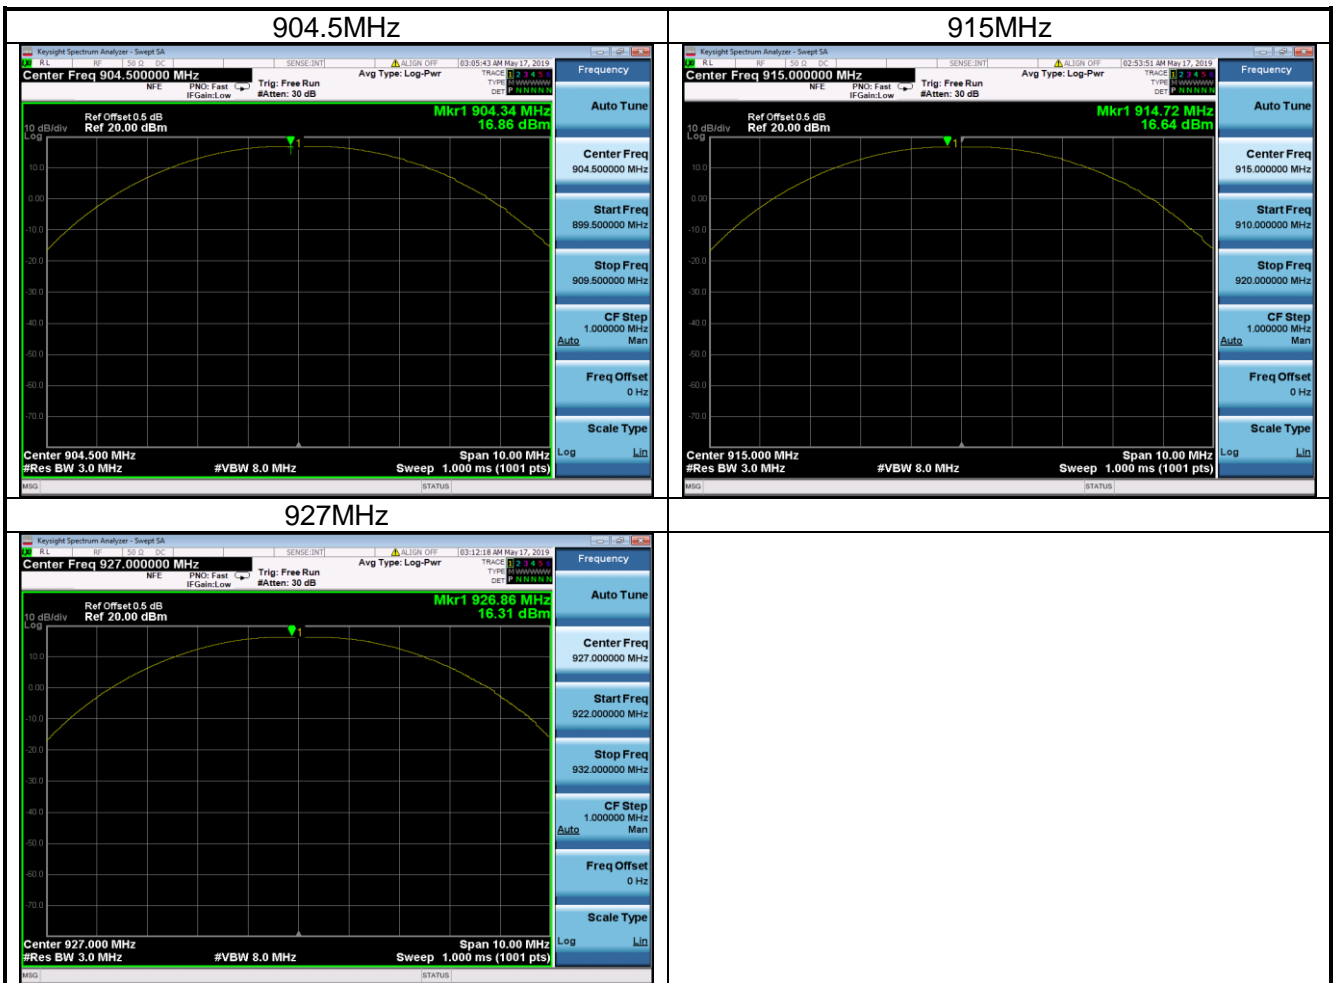 904.5MHz
915MHz
Keysight Spectrum Analyzer - Swept SA
RL RF 50 Ω DC SENSE:INT ALIGN OFF 03:05:43 AM May 17, 2019
Center Freq 904.500000 MHz
NFE PNO: Fast IFGain:Low
Trig: Free Run
#Atten: 30 dB
Avg Type: Log-Pwr
TRACE 1 2 3 4 5 6
TYPE M WWWWW
DET P N N N N N
Frequency
Mkr1 904.34 MHz
16.86 dBm
Ref Offset 0.5 dB
10 dB/div Ref 20.00 dBm
Log
1
10.0
0.00
-10.0
-20.0
-30.0
-40.0
-50.0
-60.0
-70.0
Center 904.500 MHz Span 10.00 MHz
#Res BW 3.0 MHz #VBW 8.0 MHz Sweep 1.000 ms (1001 pts)
MSG STATUS
Auto Tune
Center Freq
904.500000 MHz
Start Freq
899.500000 MHz
Stop Freq
909.500000 MHz
CF Step
1.000000 MHz
Auto Man
Freq Offset
0 Hz
Scale Type
Log Lin
Keysight Spectrum Analyzer - Swept SA
RL RF 50 Ω DC SENSE:INT ALIGN OFF 02:53:51 AM May 17, 2019
Center Freq 915.000000 MHz
NFE PNO: Fast IFGain:Low
Trig: Free Run
#Atten: 30 dB
Avg Type: Log-Pwr
TRACE 1 2 3 4 5 6
TYPE M WWWWW
DET P N N N N N
Frequency
Mkr1 914.72 MHz
16.64 dBm
Ref Offset 0.5 dB
10 dB/div Ref 20.00 dBm
Log
1
10.0
0.00
-10.0
-20.0
-30.0
-40.0
-50.0
-60.0
-70.0
Center 915.000 MHz Span 10.00 MHz
#Res BW 3.0 MHz #VBW 8.0 MHz Sweep 1.000 ms (1001 pts)
MSG STATUS
Auto Tune
Center Freq
915.000000 MHz
Start Freq
910.000000 MHz
Stop Freq
920.000000 MHz
CF Step
1.000000 MHz
Auto Man
Freq Offset
0 Hz
Scale Type
Log Lin
927MHz
Keysight Spectrum Analyzer - Swept SA
RL RF 50 Ω DC SENSE:INT ALIGN OFF 03:12:18 AM May 17, 2019
Center Freq 927.000000 MHz
NFE PNO: Fast IFGain:Low
Trig: Free Run
#Atten: 30 dB
Avg Type: Log-Pwr
TRACE 1 2 3 4 5 6
TYPE M WWWWW
DET P N N N N N
Frequency
Mkr1 926.86 MHz
16.31 dBm
Ref Offset 0.5 dB
10 dB/div Ref 20.00 dBm
Log
1
10.0
0.00
-10.0
-20.0
-30.0
-40.0
-50.0
-60.0
-70.0
Center 927.000 MHz Span 10.00 MHz
#Res BW 3.0 MHz #VBW 8.0 MHz Sweep 1.000 ms (1001 pts)
MSG STATUS
Auto Tune
Center Freq
927.000000 MHz
Start Freq
922.000000 MHz
Stop Freq
932.000000 MHz
CF Step
1.000000 MHz
Auto Man
Freq Offset
0 Hz
Scale Type
Log Lin